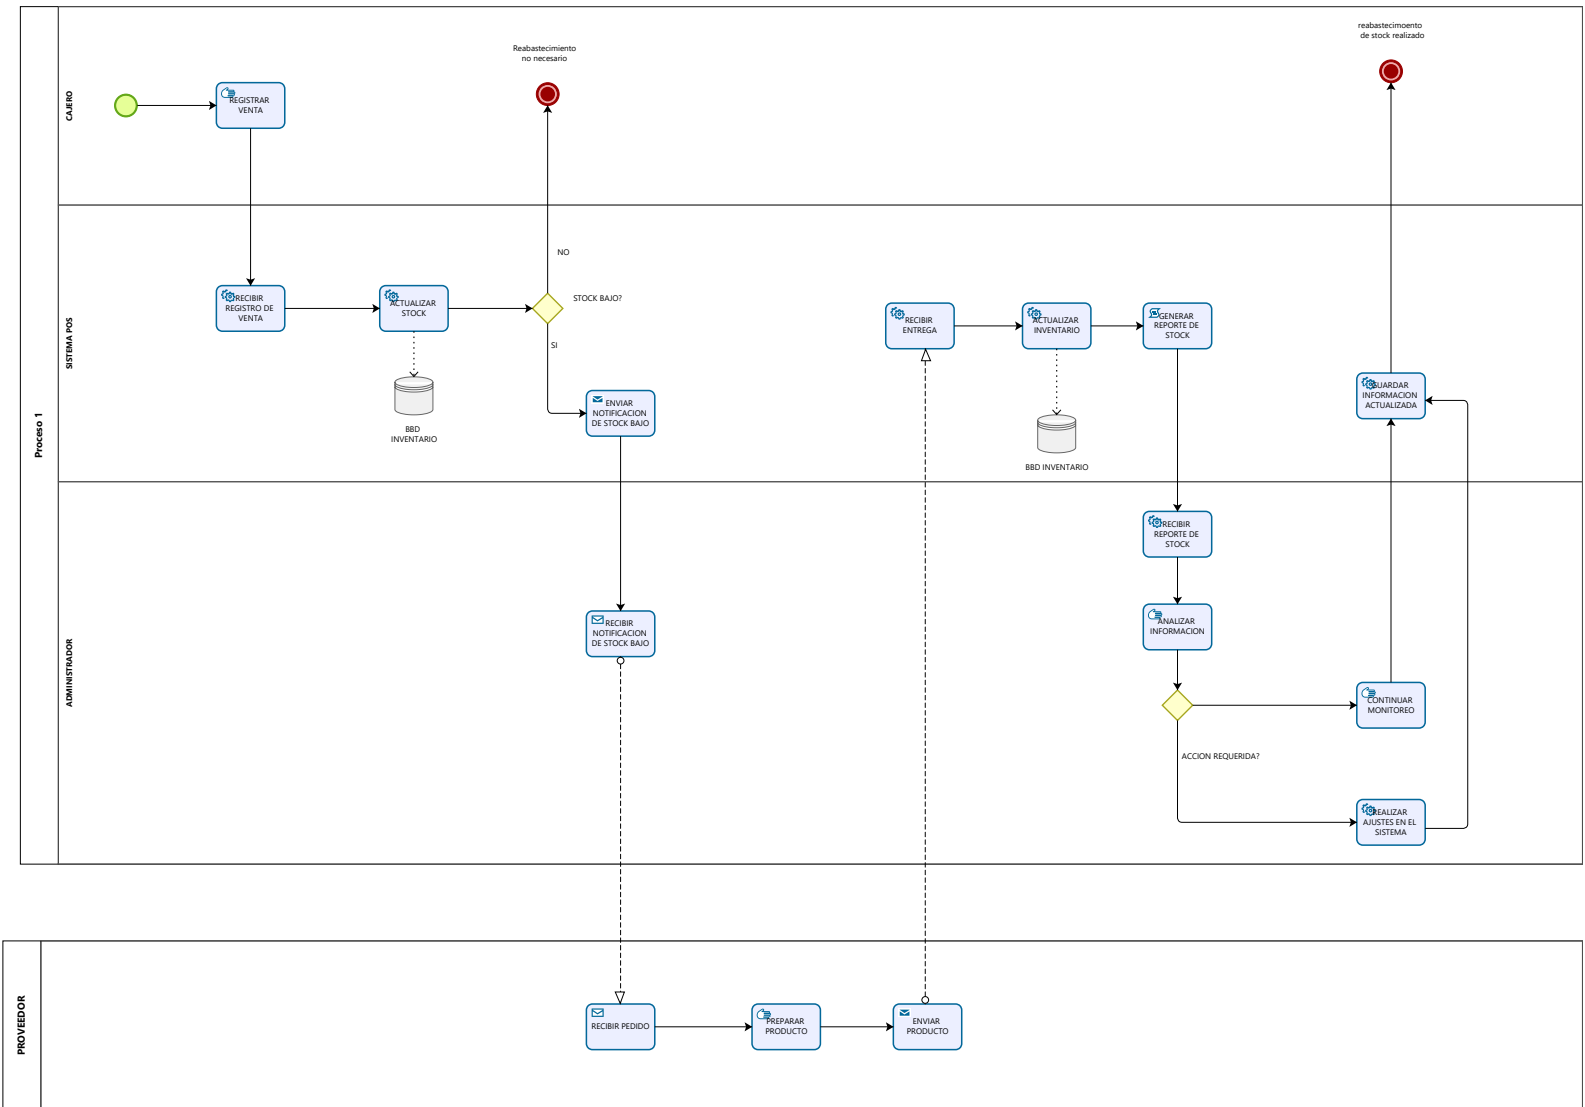 Proceso 1
CAJERO
REGISTRAR
VENTA
Reabastecimiento
no necesario
reabastecimoento
de stock realizado
SISTEMA POS
RECIBIR
REGISTRO DE
VENTA
ACTUALIZAR
STOCK
BBD
INVENTARIO
NO
STOCK BAJO?
SI
ENVIAR
NOTIFICACION
DE STOCK BAJO
RECIBIR
ENTREGA
ACTUALIZAR
INVENTARIO
BBD INVENTARIO
GENERAR
REPORTE DE
STOCK
GUARDAR
INFORMACION
ACTUALIZADA
ADMINISTRADOR
RECIBIR
NOTIFICACION
DE STOCK BAJO
RECIBIR
REPORTE DE
STOCK
ANALIZAR
INFORMACION
ACCION REQUERIDA?
CONTINUAR
MONITOREO
REALIZAR
AJUSTES EN EL
SISTEMA
PROVEEDOR
RECIBIR PEDIDO
PREPARAR
PRODUCTO
ENVIAR
PRODUCTO